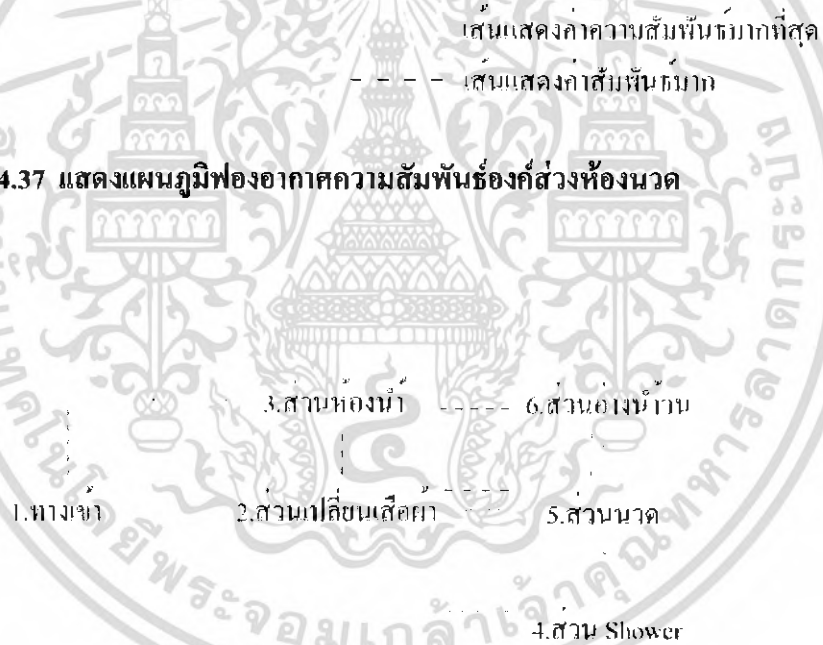 เส้นแสดงค่าความสัมพันธ์มากที่สุด
---- เส้นแสดงค่าสัมพันธ์มาก
4.37 แสดงแผนภูมิฟองอากาศความสัมพันธ์องค์ส่วงห้องนวด
3.ส่วนห้องน้ำ ----- 6.ส่วนอ่างน้ำวน
1.ทางเข้า 2.ส่วนเปลี่ยนเสื้อผ้า 5.ส่วนนวด
4.ส่วน Shower